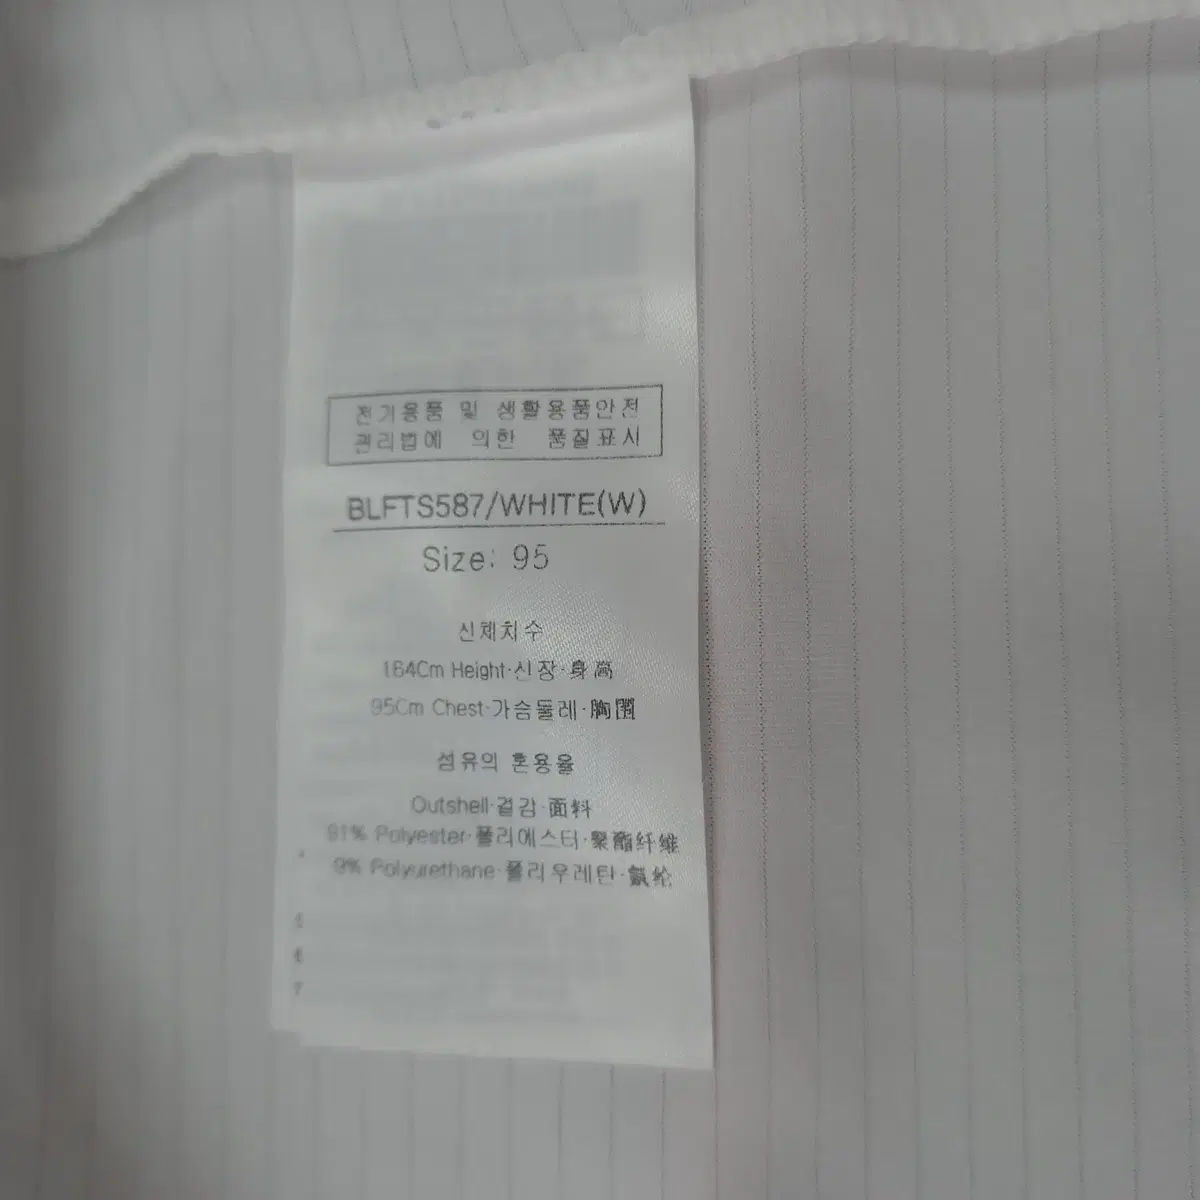 전기용품 및 생활용품안전
관리법에 의한 품질표시
BLFTS587/WHITE(W)
Size: 95
신체치수
164Cm Height·신장·身高
95Cm Chest·가슴둘레·胸围
섬유의 혼용율
Outshell·겉감·面料
91% Polyester·폴리에스터·聚酯纤维
9% Polyurethane·폴리우레탄·氨纶